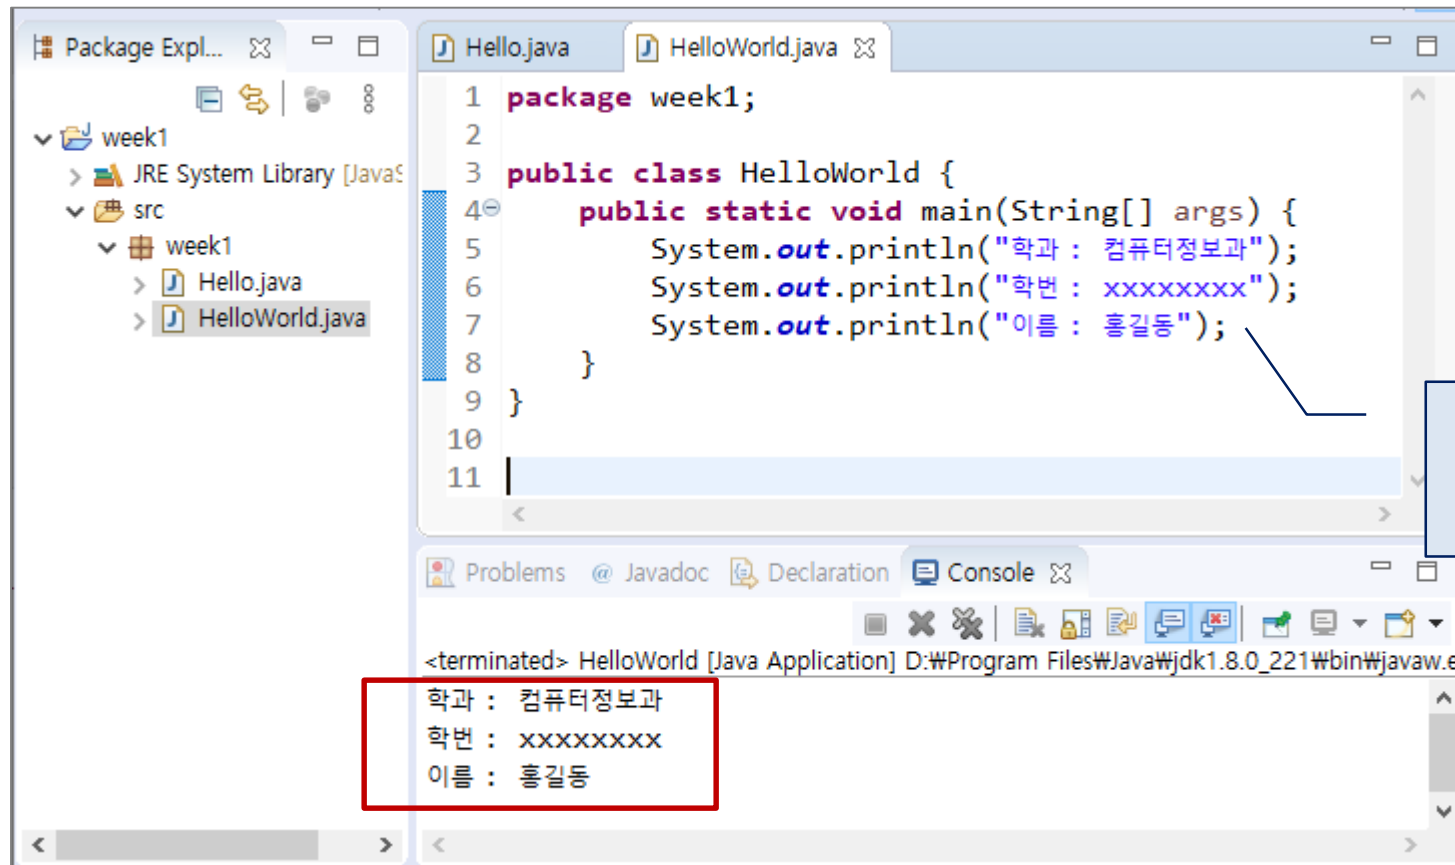 Package Expl...
week1
JRE System Library [JavaS
src
week1
Hello.java
HelloWorld.java
Hello.java HelloWorld.java
1 package week1;
2
3 public class HelloWorld {
4 public static void main(String[] args) {
5 System.out.println("학과 : 컴퓨터정보과");
6 System.out.println("학번 : xxxxxxxx");
7 System.out.println("이름 : 홍길동");
8 }
9 }
10
11
Problems @ Javadoc Declaration Console
<terminated> HelloWorld [Java Application] D:₩Program Files₩Java₩jdk1.8.0_221₩bin₩javaw.e
학과 : 컴퓨터정보과
학번 : xxxxxxxx
이름 : 홍길동